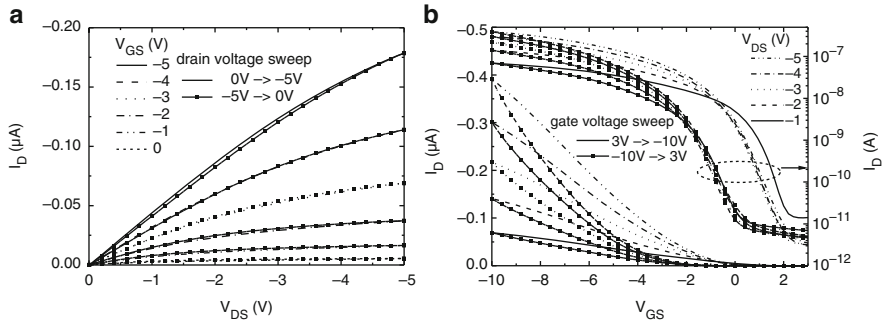 a
–0.20
–0.15
–0.10
–0.05
0.00
I_D (µA)
V_GS (V)
–5
–4
–3
–2
–1
0
drain voltage sweep
0V –> –5V
–5V –> 0V
0 –1 –2 –3 –4 –5
V_DS (V)
b
–0.5
–0.4
–0.3
–0.2
–0.1
0.0
I_D (µA)
V_DS (V)
–5
–4
–3
–2
–1
gate voltage sweep
3V –> –10V
–10V –> 3V
10⁻⁷
10⁻⁸
10⁻⁹
10⁻¹⁰
10⁻¹¹
10⁻¹²
I_D (A)
–10 –8 –6 –4 –2 0 2
V_GS